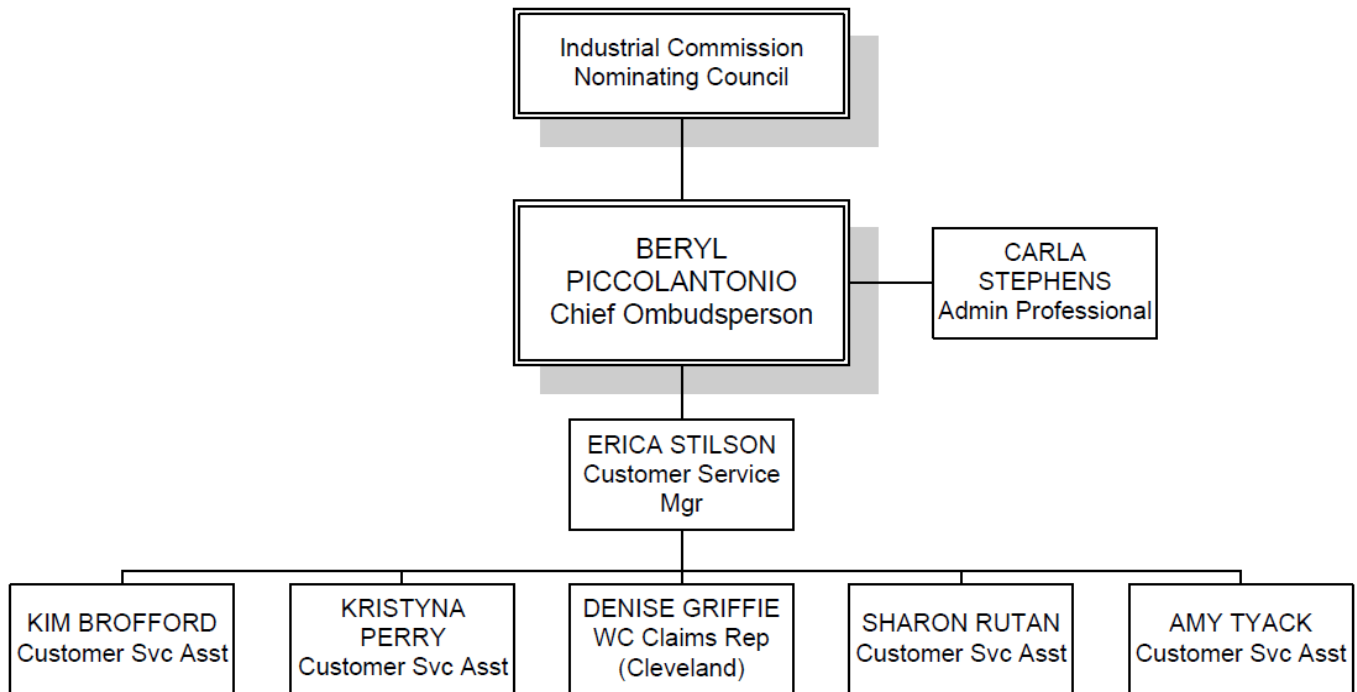 Industrial Commission
Nominating Council
BERYL
PICCOLANTONIO
Chief Ombudsperson
CARLA
STEPHENS
Admin Professional
ERICA STILSON
Customer Service
Mgr
KIM BROFFORD
Customer Svc Asst
KRISTYNA
PERRY
Customer Svc Asst
DENISE GRIFFIE
WC Claims Rep
(Cleveland)
SHARON RUTAN
Customer Svc Asst
AMY TYACK
Customer Svc Asst